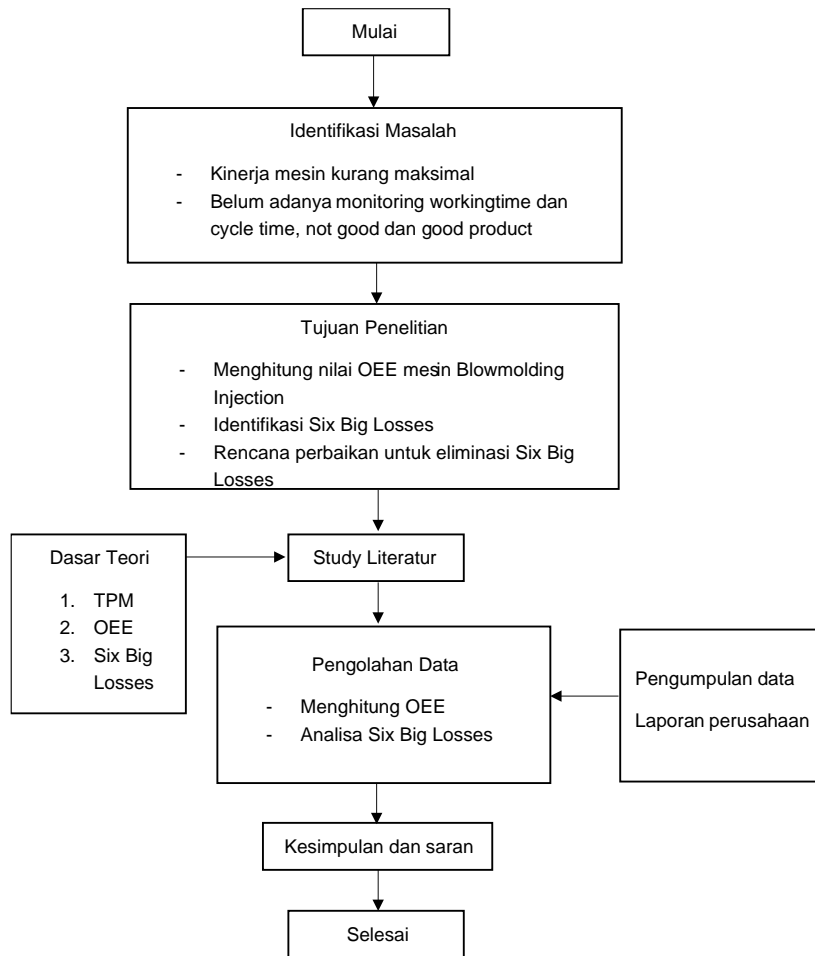 Mulai
Identifikasi Masalah
- Kinerja mesin kurang maksimal
- Belum adanya monitoring workingtime dan
cycle time, not good dan good product
Tujuan Penelitian
- Menghitung nilai OEE mesin Blowmolding
Injection
- Identifikasi Six Big Losses
- Rencana perbaikan untuk eliminasi Six Big
Losses
Dasar Teori
1. TPM
2. OEE
3. Six Big
Losses
Study Literatur
Pengolahan Data
- Menghitung OEE
- Analisa Six Big Losses
Pengumpulan data
Laporan perusahaan
Kesimpulan dan saran
Selesai